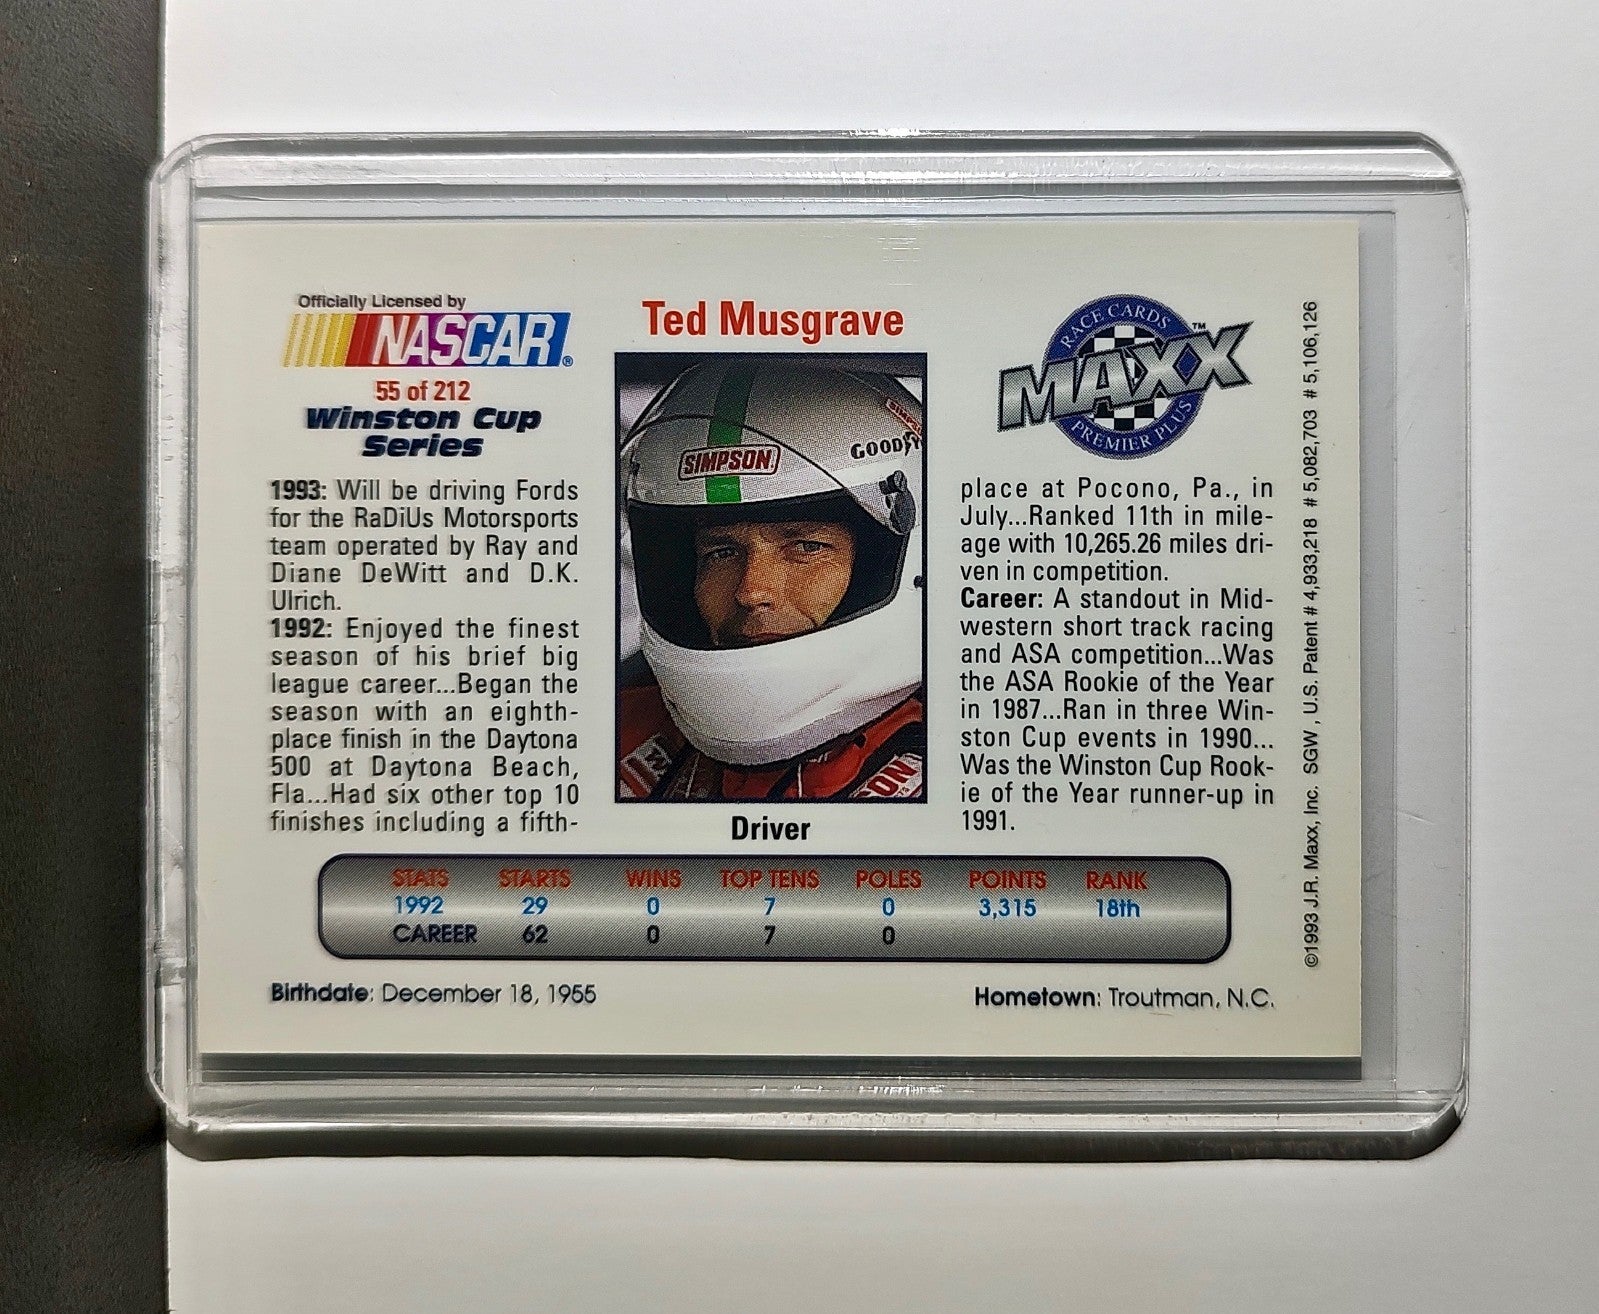 Officially Licensed by
NASCAR®
55 of 212
Winston Cup
Series
1993: Will be driving Fords
for the RaDiUs Motorsports
team operated by Ray and
Diane DeWitt and D.K.
Ulrich.
1992: Enjoyed the finest
season of his brief big
league career...Began the
season with an eighth-
place finish in the Daytona
500 at Daytona Beach,
Fla...Had six other top 10
finishes including a fifth-
Ted Musgrave
SIMPSON
GOODY
SIMPSON
Driver
RACE CARDS
MAXX™
PREMIER PLUS
place at Pocono, Pa., in
July...Ranked 11th in mile-
age with 10,265.26 miles dri-
ven in competition.
Career: A standout in Mid-
western short track racing
and ASA competition...Was
the ASA Rookie of the Year
in 1987...Ran in three Win-
ston Cup events in 1990...
Was the Winston Cup Rook-
ie of the Year runner-up in
1991.
©1993 J.R. Maxx, Inc. SGW, U.S. Patent # 4,933,218 # 5,082,703 # 5,106,126
STATS STARTS WINS TOP TENS POLES POINTS RANK
1992 29 0 7 0 3,315 18th
CAREER 62 0 7 0
Birthdate: December 18, 1955
Hometown: Troutman, N.C.